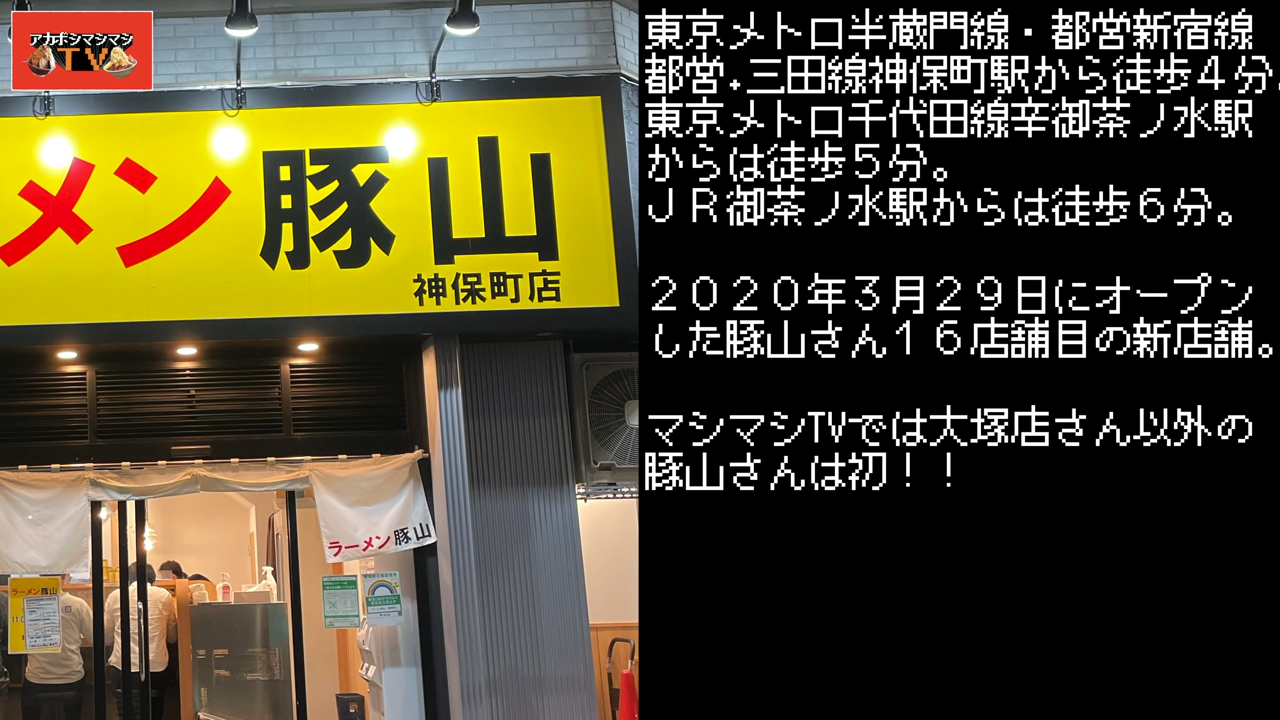 アカボシマシマシ
TV
メン 豚山
神保町店
ラーメン豚山
ラーメン 豚山
東京メトロ半蔵門線・都営新宿線
都営.三田線神保町駅から徒歩４分.
東京メトロ千代田線辛御茶ノ水駅
からは徒歩５分。
ＪＲ御茶ノ水駅からは徒歩６分。
２０２０年３月２９日にオープン
した豚山さん１６店舗目の新店舗。
マシマシTVでは大塚店さん以外の
豚山さんは初！！